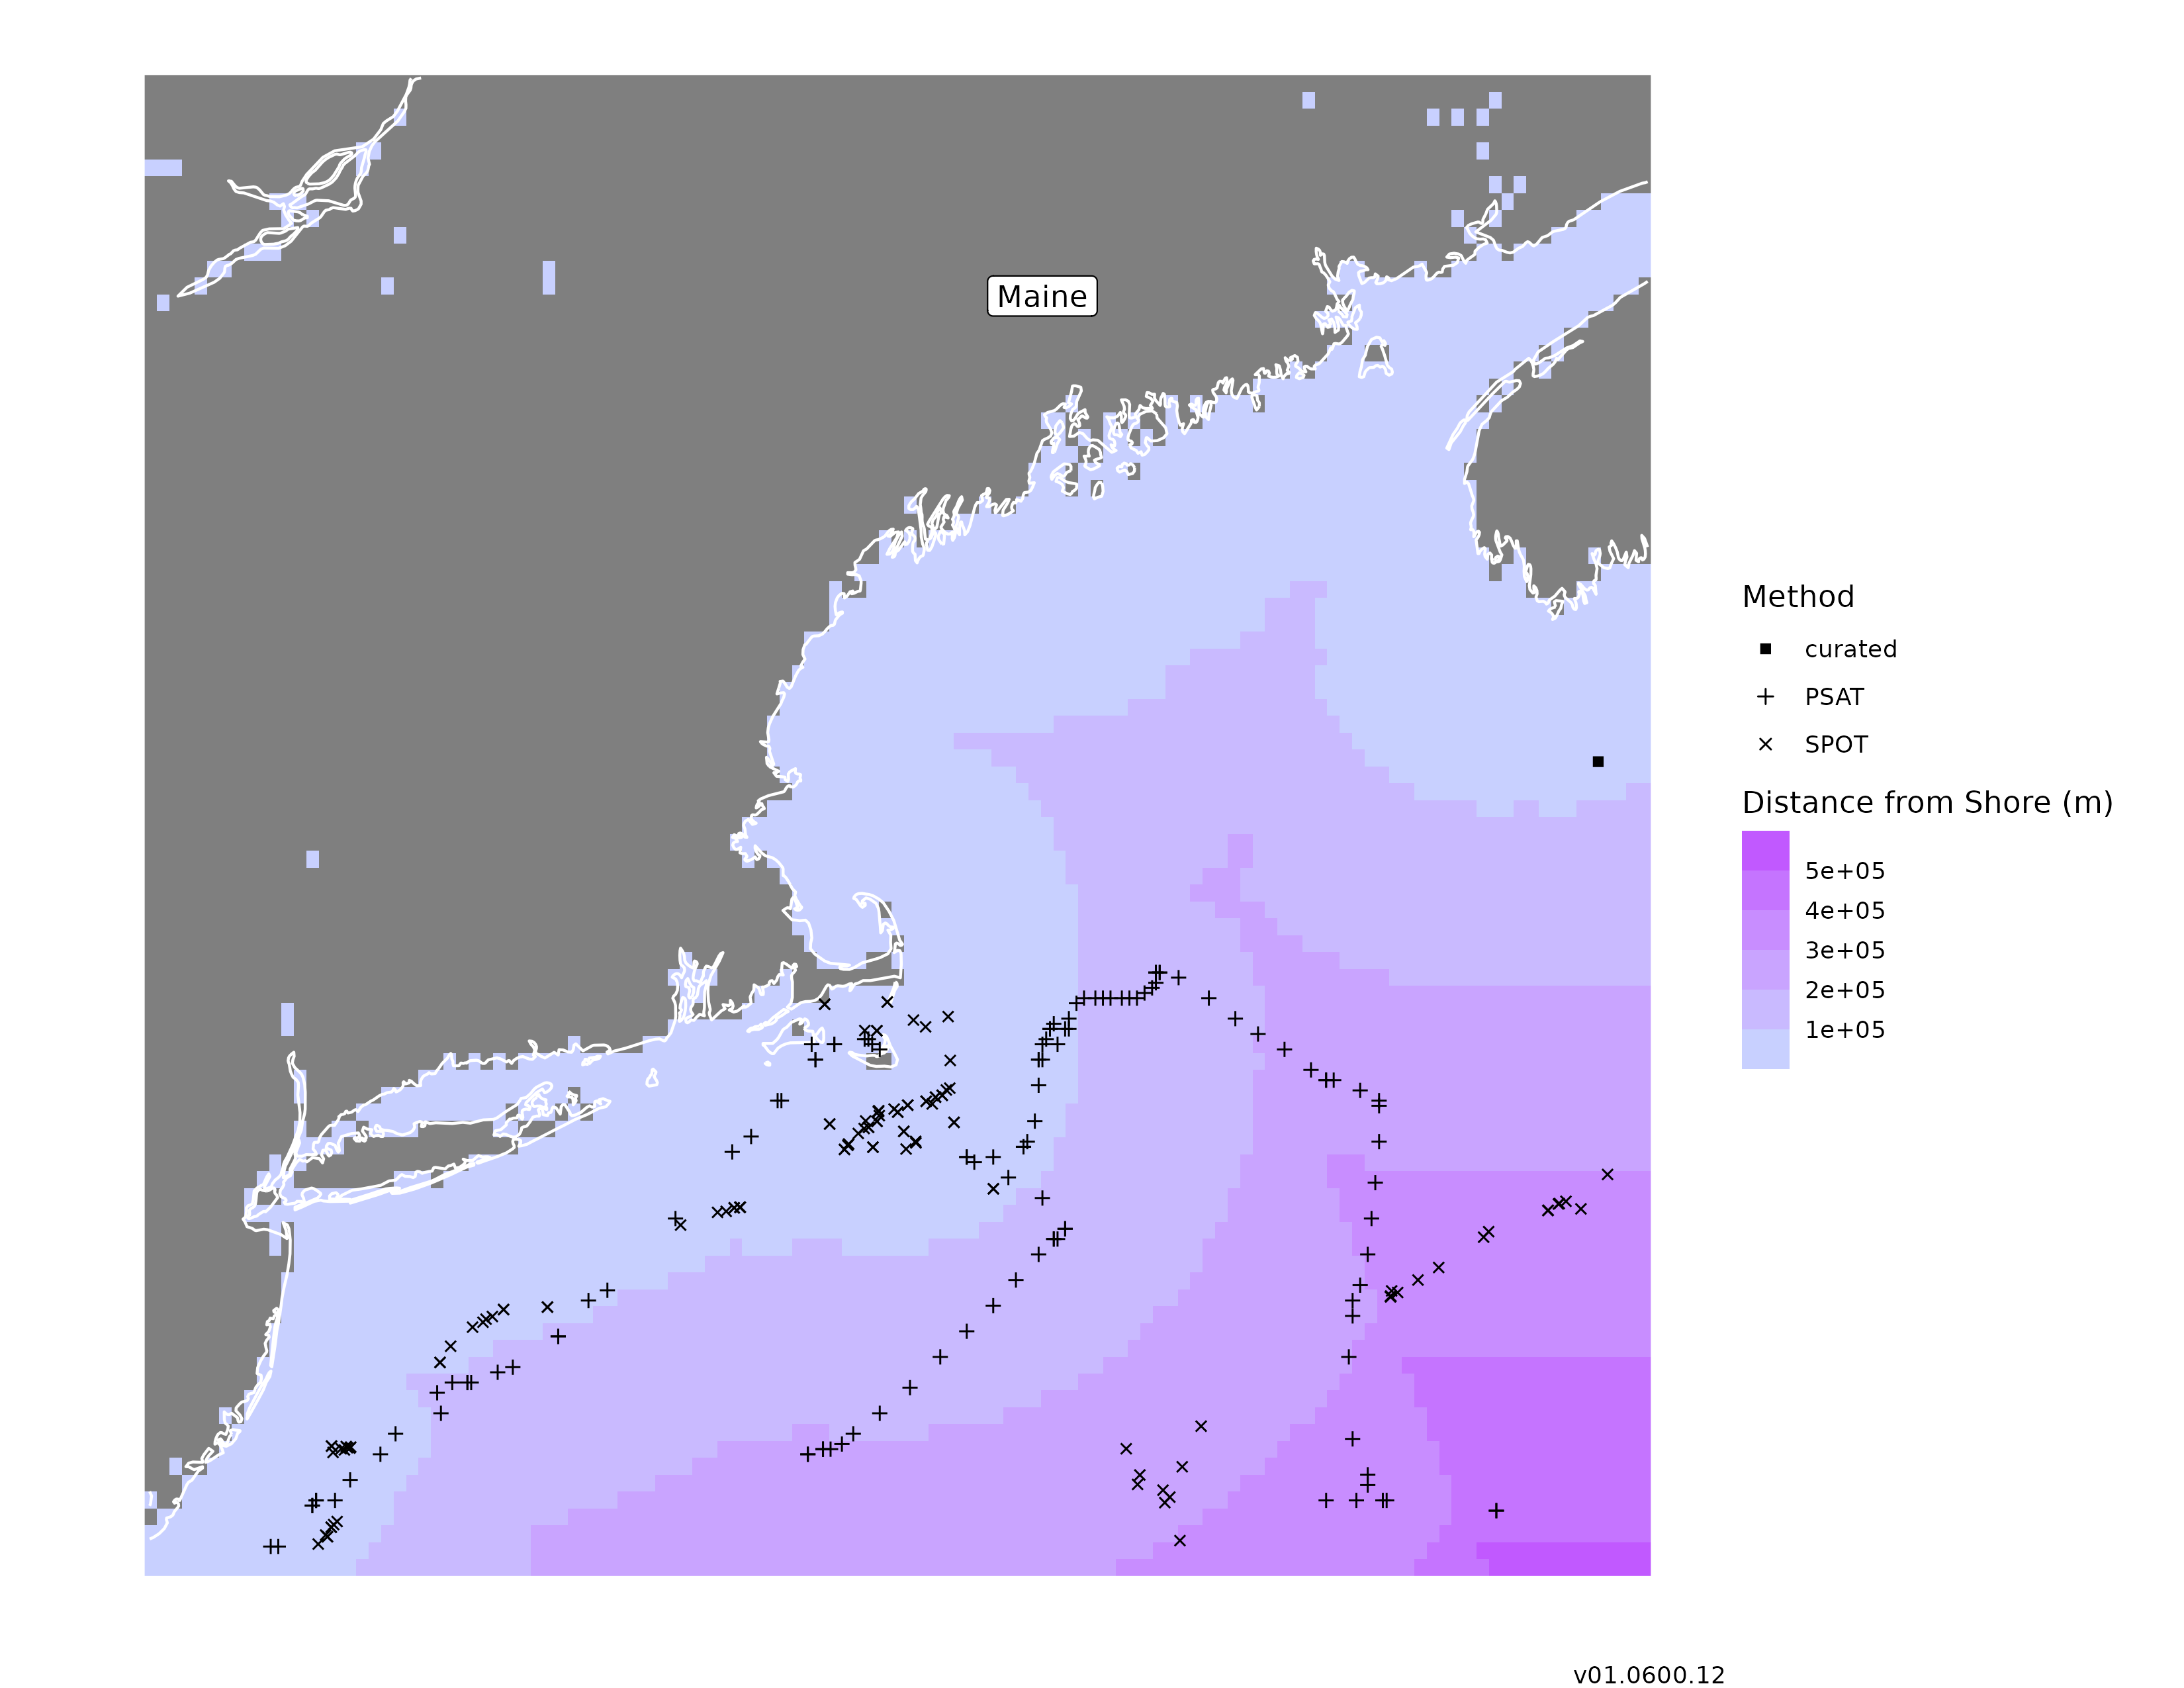 Maine
Method
curated
PSAT
SPOT
Distance from Shore (m)
5e+05
4e+05
3e+05
2e+05
1e+05
v01.0600.12